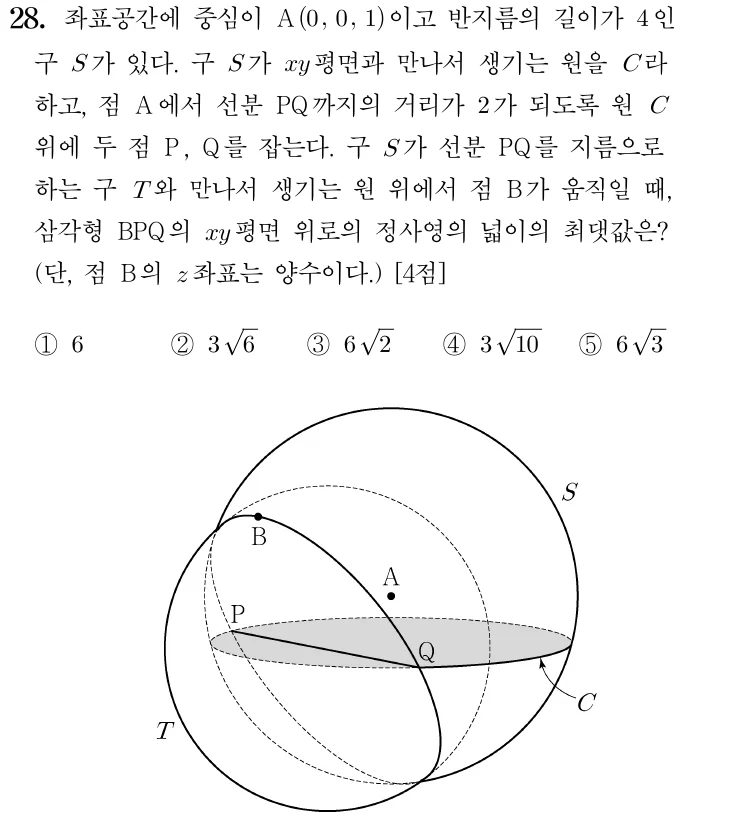 28. 좌표공간에 중심이 A(0, 0, 1)이고 반지름의 길이가 4인
구 S가 있다. 구 S가 xy평면과 만나서 생기는 원을 C라
하고, 점 A에서 선분 PQ까지의 거리가 2가 되도록 원 C
위에 두 점 P, Q를 잡는다. 구 S가 선분 PQ를 지름으로
하는 구 T와 만나서 생기는 원 위에서 점 B가 움직일 때,
삼각형 BPQ의 xy평면 위로의 정사영의 넓이의 최댓값은?
(단, 점 B의 z좌표는 양수이다.) [4점]
① 6 ② 3√6 ③ 6√2 ④ 3√10 ⑤ 6√3
S
B
A
P
Q
C
T